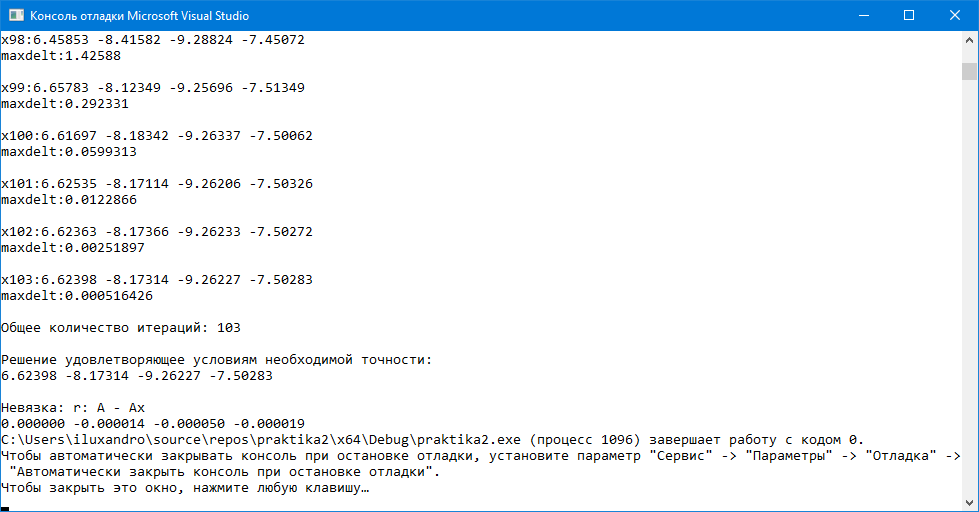 Консоль отладки Microsoft Visual Studio
x98:6.45853 -8.41582 -9.28824 -7.45072
maxdelt:1.42588
x99:6.65783 -8.12349 -9.25696 -7.51349
maxdelt:0.292331
x100:6.61697 -8.18342 -9.26337 -7.50062
maxdelt:0.0599313
x101:6.62535 -8.17114 -9.26206 -7.50326
maxdelt:0.0122866
x102:6.62363 -8.17366 -9.26233 -7.50272
maxdelt:0.00251897
x103:6.62398 -8.17314 -9.26227 -7.50283
maxdelt:0.000516426
Общее количество итераций: 103
Решение удовлетворяющее условиям необходимой точности:
6.62398 -8.17314 -9.26227 -7.50283
Невязка: r: A - Ax
0.000000 -0.000014 -0.000050 -0.000019
C:\Users\iluxandro\source\repos\praktika2\x64\Debug\praktika2.exe (процесс 1096) завершает работу с кодом 0.
Чтобы автоматически закрывать консоль при остановке отладки, установите параметр "Сервис" -> "Параметры" -> "Отладка" ->
"Автоматически закрыть консоль при остановке отладки".
Чтобы закрыть это окно, нажмите любую клавишу…